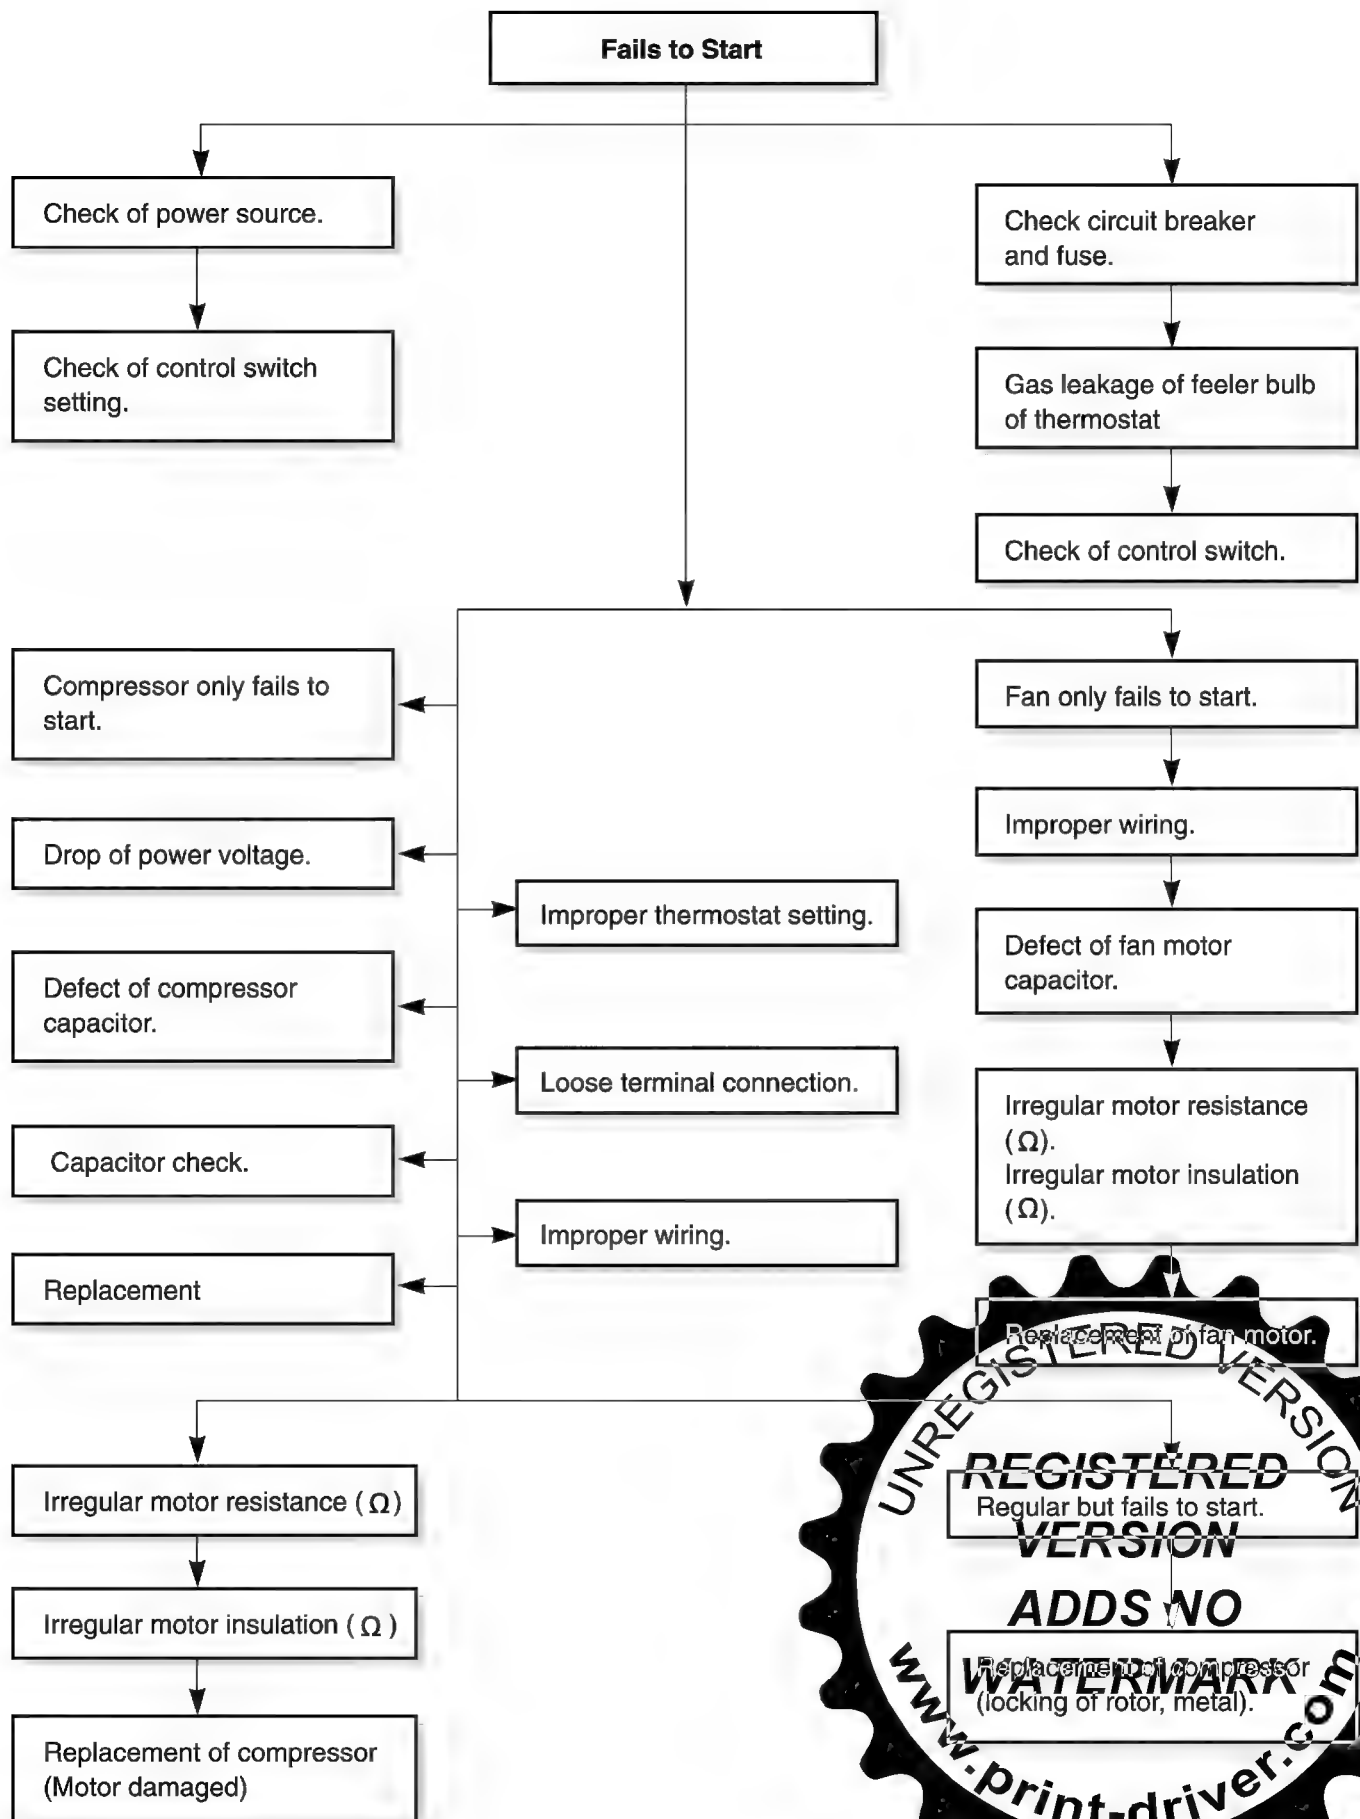 Fails to Start
Check of power source.
Check circuit breaker
and fuse.
Check of control switch
setting.
Gas leakage of feeler bulb
of thermostat
Check of control switch.
Compressor only fails to
start.
Fan only fails to start.
Drop of power voltage.
Improper wiring.
Improper thermostat setting.
Defect of compressor
capacitor.
Defect of fan motor
capacitor.
Loose terminal connection.
Irregular motor resistance
(Ω).
Irregular motor insulation
(Ω).
Capacitor check.
Improper wiring.
Replacement
Replacement of fan motor.
Irregular motor resistance (Ω)
Regular but fails to start.
Irregular motor insulation (Ω)
Replacement of compressor
(locking of rotor, metal).
Replacement of compressor
(Motor damaged)
UNREGISTERED VERSION
REGISTERED
VERSION
ADDS NO
WATERMARK
www.print-driver.com